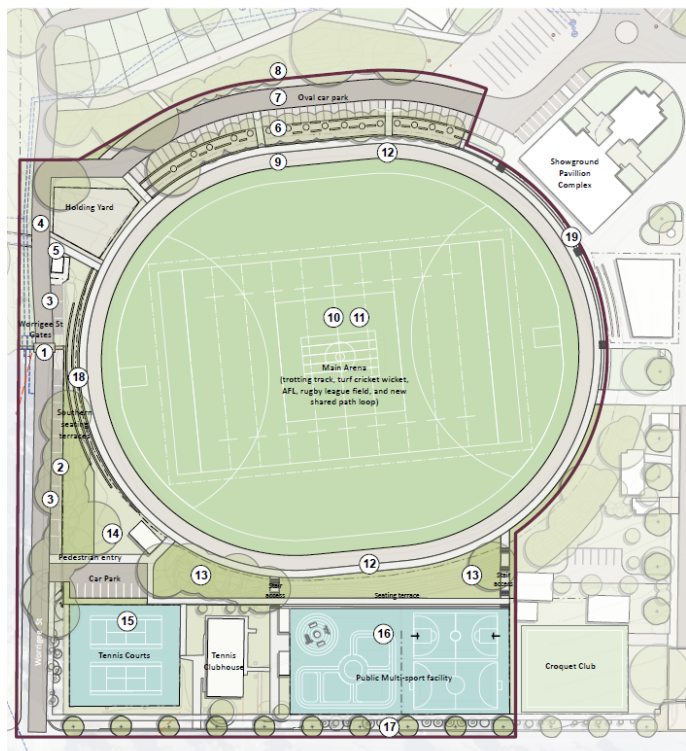 8
7
Oval car park
6
9
12
Showground
Pavilion
Complex
Holding Yard
4
5
19
3
Worrigee St
Gates
1
10
11
Main Arena
(trotting track, turf cricket wicket,
AFL, rugby league field, and new
shared path loop)
18
Southern
seating
terraces
2
3
14
Pedestrian entry
Car Park
12
13
13
Stair
access
Seating terrace
Stair
access
15
Tennis Courts
Tennis
Clubhouse
16
Public Multi-sport facility
Croquet Club
Worrigee St
17